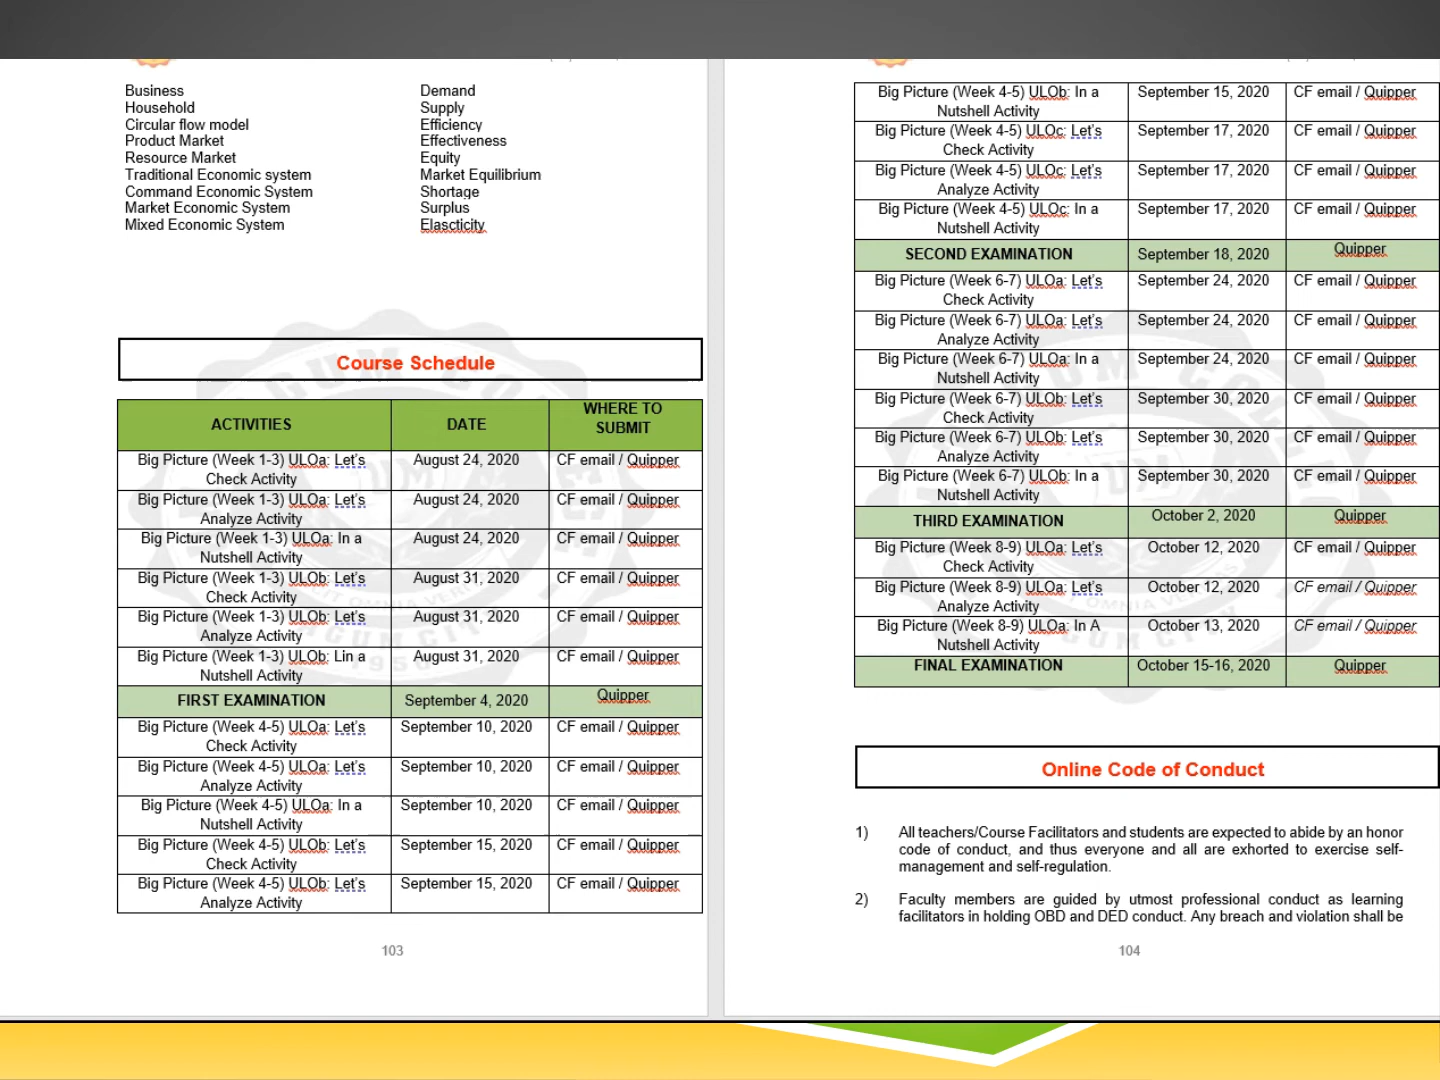 Business
Household
Circular flow model
Product Market
Resource Market
Traditional Economic system
Command Economic System
Market Economic System
Mixed Economic System
Demand
Supply
Efficiency
Effectiveness
Equity
Market Equilibrium
Shortage
Surplus
Elascticity
Course Schedule
ACTIVITIES DATE WHERE TO
SUBMIT
Big Picture (Week 1-3) ULOa: Let's August 24, 2020 CF email / Quipper
Check Activity
Big Picture (Week 1-3) ULOa: Let's August 24, 2020 CF email / Quipper
Analyze Activity
Big Picture (Week 1-3) ULOa: In a August 24, 2020 CF email / Quipper
Nutshell Activity
Big Picture (Week 1-3) ULOb: Let's August 31, 2020 CF email / Quipper
Check Activity
Big Picture (Week 1-3) ULOb: Let's August 31, 2020 CF email / Quipper
Analyze Activity
Big Picture (Week 1-3) ULOb: Lin a August 31, 2020 CF email / Quipper
Nutshell Activity
FIRST EXAMINATION September 4, 2020 Quipper
Big Picture (Week 4-5) ULOa: Let's September 10, 2020 CF email / Quipper
Check Activity
Big Picture (Week 4-5) ULOa: Let's September 10, 2020 CF email / Quipper
Analyze Activity
Big Picture (Week 4-5) ULOa: In a September 10, 2020 CF email / Quipper
Nutshell Activity
Big Picture (Week 4-5) ULOb: Let's September 15, 2020 CF email / Quipper
Check Activity
Big Picture (Week 4-5) ULOb: Let's September 15, 2020 CF email / Quipper
Analyze Activity
103
Big Picture (Week 4-5) ULOb: In a September 15, 2020 CF email / Quipper
Nutshell Activity
Big Picture (Week 4-5) ULOc: Let's September 17, 2020 CF email / Quipper
Check Activity
Big Picture (Week 4-5) ULOc: Let's September 17, 2020 CF email / Quipper
Analyze Activity
Big Picture (Week 4-5) ULOc: In a September 17, 2020 CF email / Quipper
Nutshell Activity
SECOND EXAMINATION September 18, 2020 Quipper
Big Picture (Week 6-7) ULOa: Let's September 24, 2020 CF email / Quipper
Check Activity
Big Picture (Week 6-7) ULOa: Let's September 24, 2020 CF email / Quipper
Analyze Activity
Big Picture (Week 6-7) ULOa: In a September 24, 2020 CF email / Quipper
Nutshell Activity
Big Picture (Week 6-7) ULOb: Let's September 30, 2020 CF email / Quipper
Check Activity
Big Picture (Week 6-7) ULOb: Let's September 30, 2020 CF email / Quipper
Analyze Activity
Big Picture (Week 6-7) ULOb: In a September 30, 2020 CF email / Quipper
Nutshell Activity
THIRD EXAMINATION October 2, 2020 Quipper
Big Picture (Week 8-9) ULOa: Let's October 12, 2020 CF email / Quipper
Check Activity
Big Picture (Week 8-9) ULOa: Let's October 12, 2020 CF email / Quipper
Analyze Activity
Big Picture (Week 8-9) ULOa: In A October 13, 2020 CF email / Quipper
Nutshell Activity
FINAL EXAMINATION October 15-16, 2020 Quipper
Online Code of Conduct
1) All teachers/Course Facilitators and students are expected to abide by an honor
code of conduct, and thus everyone and all are exhorted to exercise self-
management and self-regulation.
2) Faculty members are guided by utmost professional conduct as learning
facilitators in holding OBD and DED conduct. Any breach and violation shall be
104